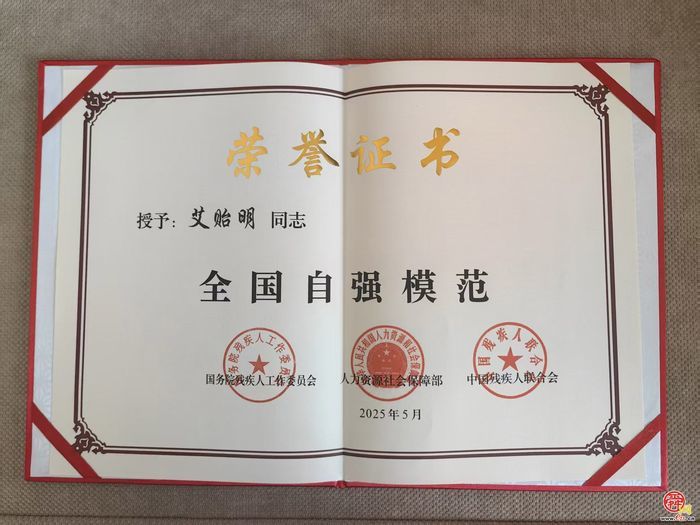 荣誉证书
授予：艾贻明 同志
全国自强模范
国务院残疾人工作委员会 人力资源社会保障部 中国残疾人联合会
2025年5月